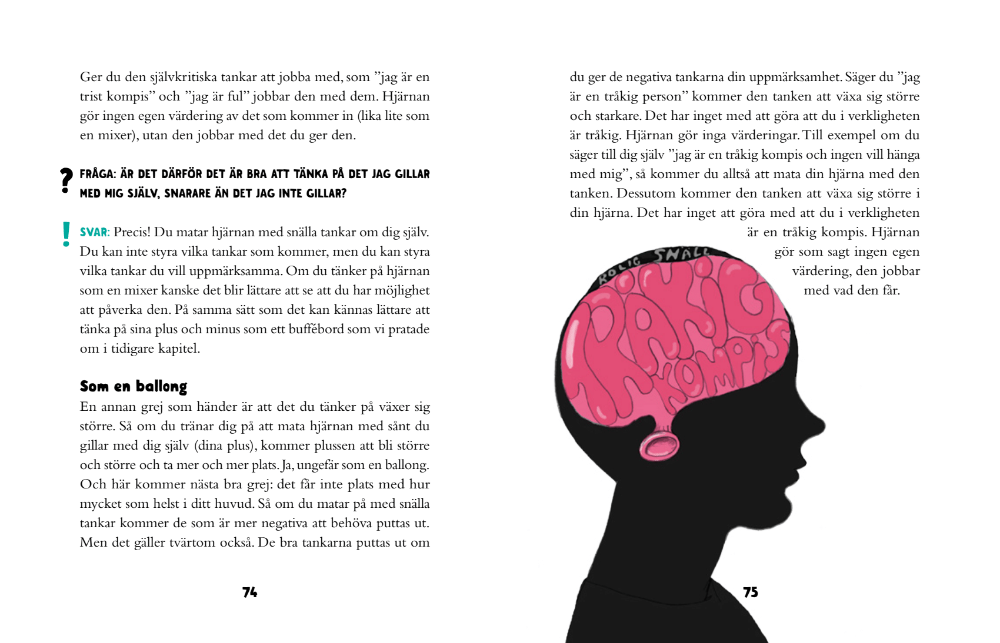 Ger du den självkritiska tankar att jobba med, som ”jag är en
trist kompis” och ”jag är ful” jobbar den med dem. Hjärnan
gör ingen egen värdering av det som kommer in (lika lite som
en mixer), utan den jobbar med det du ger den.
? FRÅGA: ÄR DET DÄRFÖR DET ÄR BRA ATT TÄNKA PÅ DET JAG GILLAR
MED MIG SJÄLV, SNARARE ÄN DET JAG INTE GILLAR?
! SVAR: Precis! Du matar hjärnan med snälla tankar om dig själv.
Du kan inte styra vilka tankar som kommer, men du kan styra
vilka tankar du vill uppmärksamma. Om du tänker på hjärnan
som en mixer kanske det blir lättare att se att du har möjlighet
att påverka den. På samma sätt som det kan kännas lättare att
tänka på sina plus och minus som ett buffébord som vi pratade
om i tidigare kapitel.
Som en ballong
En annan grej som händer är att det du tänker på växer sig
större. Så om du tränar dig på att mata hjärnan med sånt du
gillar med dig själv (dina plus), kommer plussen att bli större
och större och ta mer och mer plats. Ja, ungefär som en ballong.
Och här kommer nästa bra grej: det får inte plats med hur
mycket som helst i ditt huvud. Så om du matar på med snälla
tankar kommer de som är mer negativa att behöva puttas ut.
Men det gäller tvärtom också. De bra tankarna puttas ut om
74
du ger de negativa tankarna din uppmärksamhet. Säger du ”jag
är en tråkig person” kommer den tanken att växa sig större
och starkare. Det har inget med att göra att du i verkligheten
är tråkig. Hjärnan gör inga värderingar. Till exempel om du
säger till dig själv ”jag är en tråkig kompis och ingen vill hänga
med mig”, så kommer du alltså att mata din hjärna med den
tanken. Dessutom kommer den tanken att växa sig större i
din hjärna. Det har inget att göra med att du i verkligheten
är en tråkig kompis. Hjärnan
gör som sagt ingen egen
värdering, den jobbar
med vad den får.
ROLIG SNÄLL
TRÅKIG
KOMPIS
75